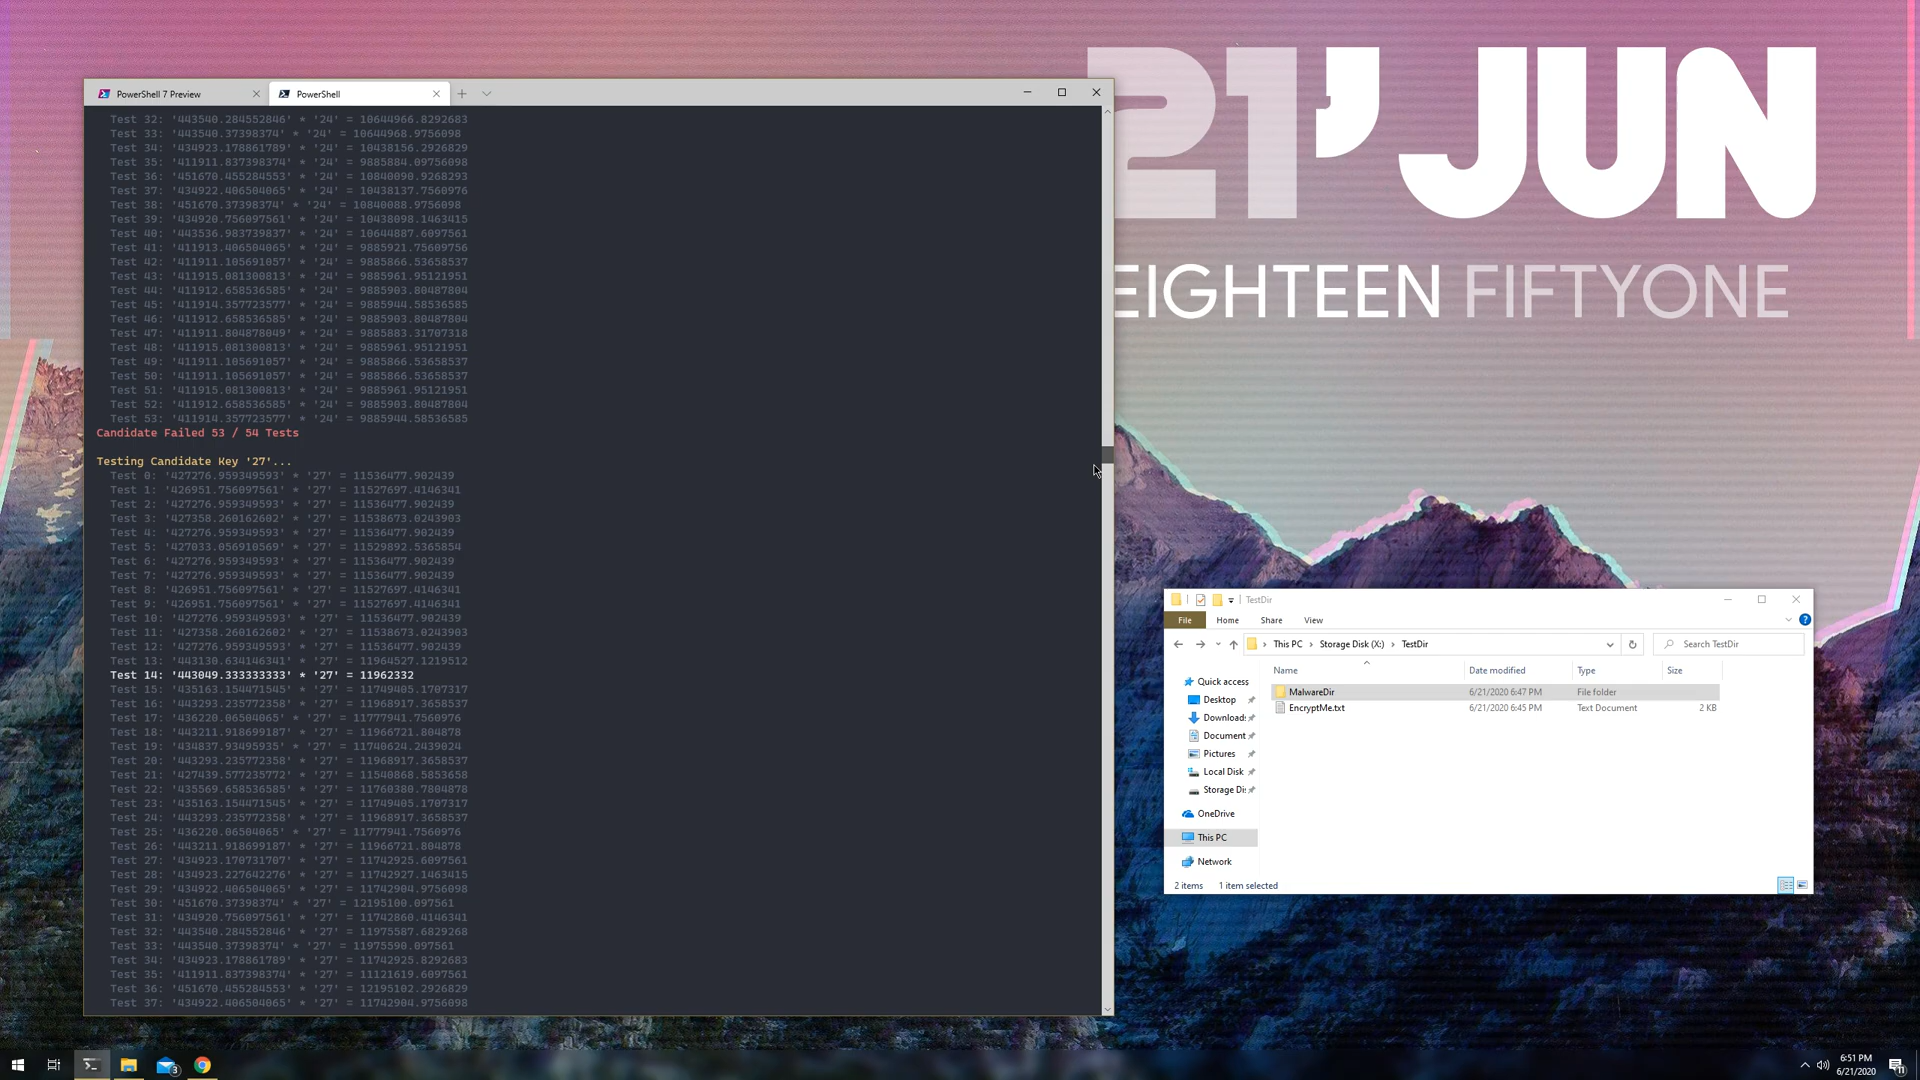 21' JUN
EIGHTEEN FIFTYONE
PowerShell 7 Preview
PowerShell
Test 32: '443540.284552846' * '24' = 10644966.8292683
Test 33: '443540.37398374' * '24' = 10644968.9756098
Test 34: '434923.178861789' * '24' = 10438156.2926829
Test 35: '411911.837398374' * '24' = 9885884.09756098
Test 36: '451670.455284553' * '24' = 10840090.9268293
Test 37: '434922.406504065' * '24' = 10438137.7560976
Test 38: '451670.37398374' * '24' = 10840088.9756098
Test 39: '434920.756097561' * '24' = 10438098.1463415
Test 40: '443536.983739837' * '24' = 10644887.6097561
Test 41: '411913.406504065' * '24' = 9885921.75609756
Test 42: '411911.105691057' * '24' = 9885866.53658537
Test 43: '411915.081300813' * '24' = 9885961.95121951
Test 44: '411912.658536585' * '24' = 9885903.80487804
Test 45: '411914.357723577' * '24' = 9885944.58536585
Test 46: '411912.658536585' * '24' = 9885903.80487804
Test 47: '411911.804878049' * '24' = 9885883.31707318
Test 48: '411915.081300813' * '24' = 9885961.95121951
Test 49: '411911.105691057' * '24' = 9885866.53658537
Test 50: '411911.105691057' * '24' = 9885866.53658537
Test 51: '411915.081300813' * '24' = 9885961.95121951
Test 52: '411912.658536585' * '24' = 9885903.80487804
Test 53: '411914.357723577' * '24' = 9885944.58536585
Candidate Failed 53 / 54 Tests
Testing Candidate Key '27'...
Test 0: '427276.959349593' * '27' = 11536477.902439
Test 1: '426951.756097561' * '27' = 11527697.4146341
Test 2: '427276.959349593' * '27' = 11536477.902439
Test 3: '427358.260162602' * '27' = 11538673.0243903
Test 4: '427276.959349593' * '27' = 11536477.902439
Test 5: '427033.056910569' * '27' = 11529892.5365854
Test 6: '427276.959349593' * '27' = 11536477.902439
Test 7: '427276.959349593' * '27' = 11536477.902439
Test 8: '426951.756097561' * '27' = 11527697.4146341
Test 9: '426951.756097561' * '27' = 11527697.4146341
Test 10: '427276.959349593' * '27' = 11536477.902439
Test 11: '427358.260162602' * '27' = 11538673.0243903
Test 12: '427276.959349593' * '27' = 11536477.902439
Test 13: '443130.634146341' * '27' = 11964527.1219512
Test 14: '443049.333333333' * '27' = 11962332
Test 15: '435163.154471545' * '27' = 11749405.1707317
Test 16: '443293.235772358' * '27' = 11968917.3658537
Test 17: '436220.06504065' * '27' = 11777941.7560976
Test 18: '443211.918699187' * '27' = 11966721.804878
Test 19: '434837.93495935' * '27' = 11740624.2439024
Test 20: '443293.235772358' * '27' = 11968917.3658537
Test 21: '427439.577235772' * '27' = 11540868.5853658
Test 22: '435569.658536585' * '27' = 11760380.7804878
Test 23: '435163.154471545' * '27' = 11749405.1707317
Test 24: '443293.235772358' * '27' = 11968917.3658537
Test 25: '436220.06504065' * '27' = 11777941.7560976
Test 26: '443211.918699187' * '27' = 11966721.804878
Test 27: '434923.170731707' * '27' = 11742925.6097561
Test 28: '434923.227642276' * '27' = 11742927.1463415
Test 29: '434922.406504065' * '27' = 11742904.9756098
Test 30: '451670.37398374' * '27' = 12195100.097561
Test 31: '434920.756097561' * '27' = 11742860.4146341
Test 32: '443540.284552846' * '27' = 11975587.6829268
Test 33: '443540.37398374' * '27' = 11975590.097561
Test 34: '434923.178861789' * '27' = 11742925.8292683
Test 35: '411911.837398374' * '27' = 11121619.6097561
Test 36: '451670.455284553' * '27' = 12195102.2926829
Test 37: '434922.406504065' * '27' = 11742904.9756098
TestDir
File Home Share View
This PC Storage Disk (X:) TestDir
Search TestDir
Name Date modified Type Size
MalwareDir 6/21/2020 6:47 PM File folder
EncryptMe.txt 6/21/2020 6:45 PM Text Document 2 KB
Quick access
Desktop
Document
Pictures
Local Disk
OneDrive
This PC
Network
2 items 1 item selected
3
6:51 PM
6/21/2020